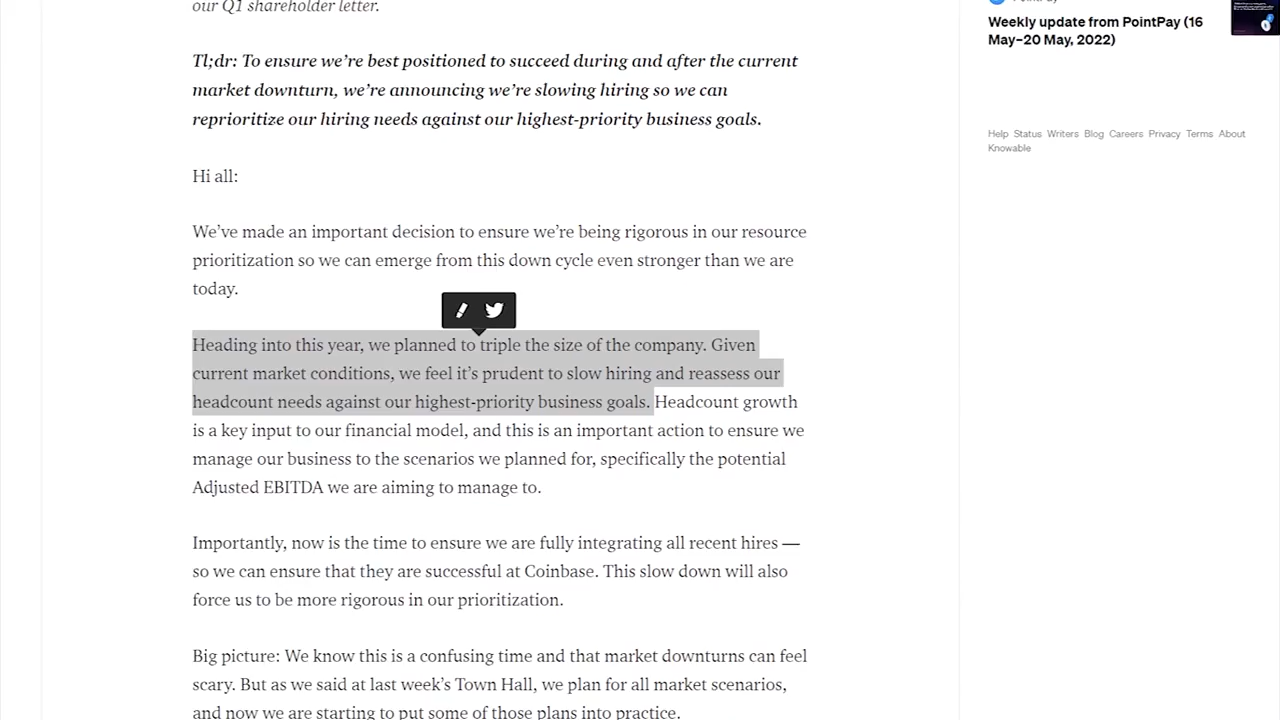 our Q1 shareholder letter.
Tl;dr: To ensure we’re best positioned to succeed during and after the current
market downturn, we’re announcing we’re slowing hiring so we can
reprioritize our hiring needs against our highest-priority business goals.
Hi all:
We’ve made an important decision to ensure we’re being rigorous in our resource
prioritization so we can emerge from this down cycle even stronger than we are
today.
Heading into this year, we planned to triple the size of the company. Given
current market conditions, we feel it’s prudent to slow hiring and reassess our
headcount needs against our highest-priority business goals. Headcount growth
is a key input to our financial model, and this is an important action to ensure we
manage our business to the scenarios we planned for, specifically the potential
Adjusted EBITDA we are aiming to manage to.
Importantly, now is the time to ensure we are fully integrating all recent hires —
so we can ensure that they are successful at Coinbase. This slow down will also
force us to be more rigorous in our prioritization.
Big picture: We know this is a confusing time and that market downturns can feel
scary. But as we said at last week’s Town Hall, we plan for all market scenarios,
and now we are starting to put some of those plans into practice.
Weekly update from PointPay (16
May–20 May, 2022)
Help Status Writers Blog Careers Privacy Terms About
Knowable